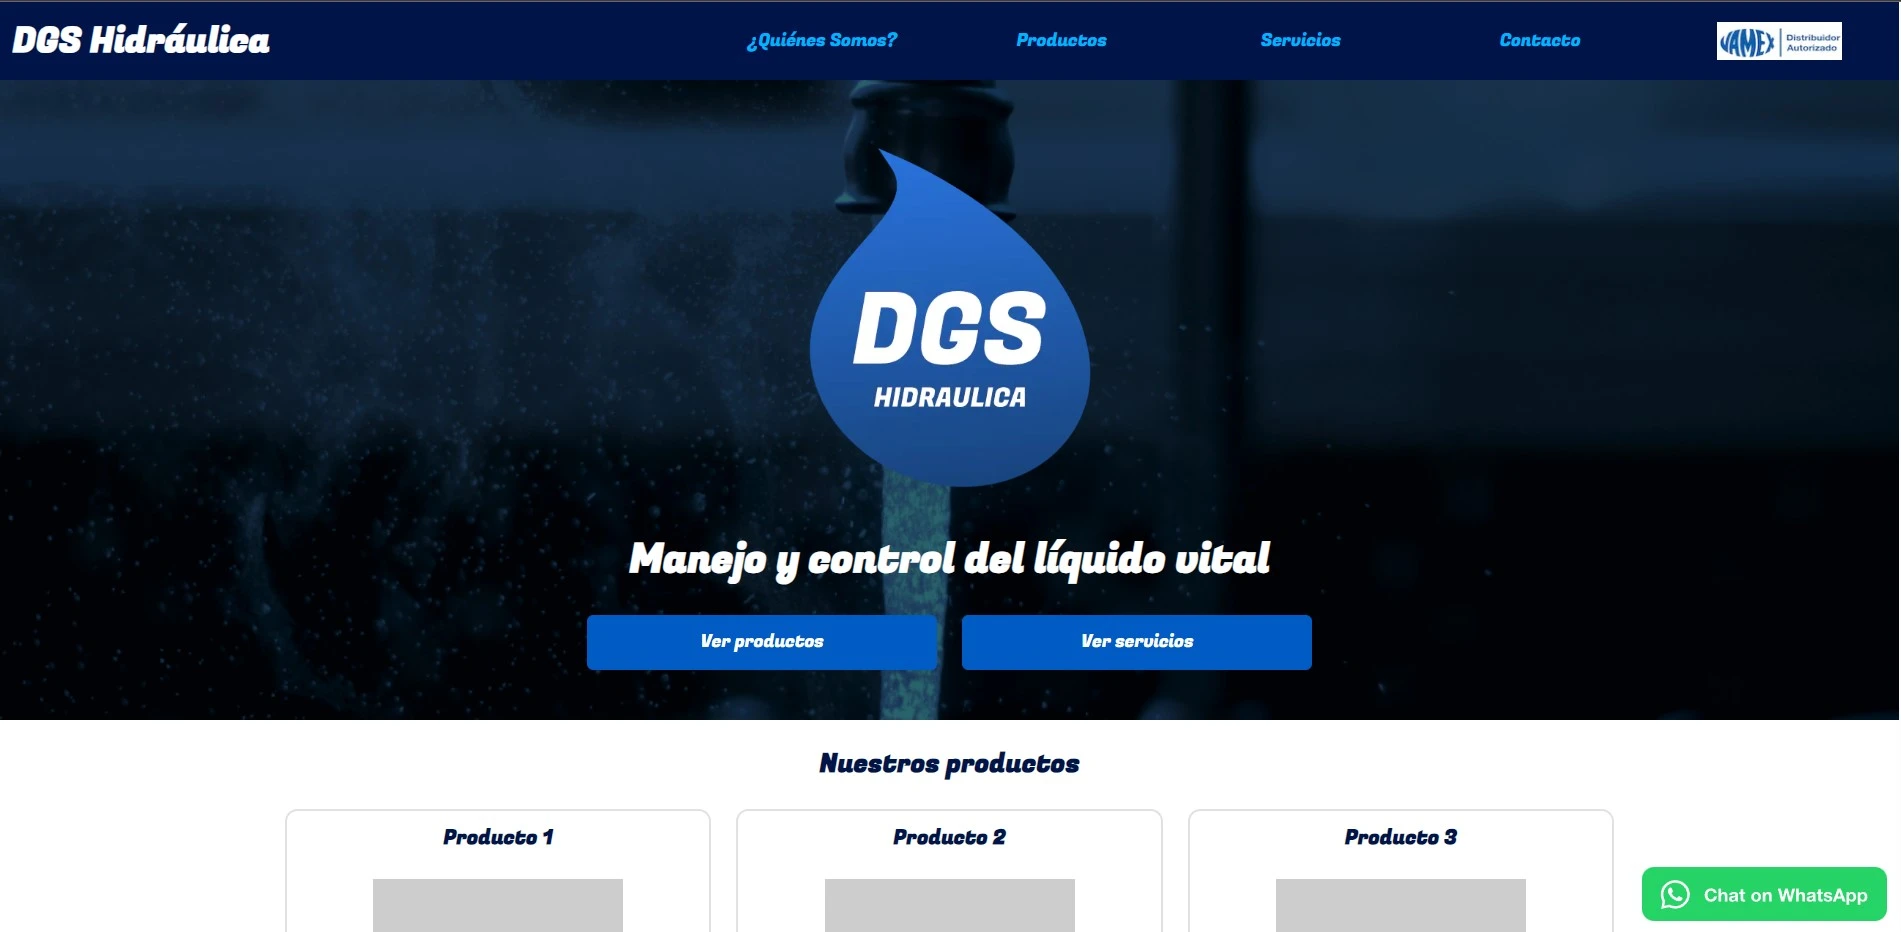 DGS Hidráulica
¿Quiénes Somos?
Productos
Servicios
Contacto
VAMEX
Distribuidor
Autorizado
DGS
HIDRAULICA
Manejo y control del líquido vital
Ver productos
Ver servicios
Nuestros productos
Producto 1
Producto 2
Producto 3
Chat on WhatsApp